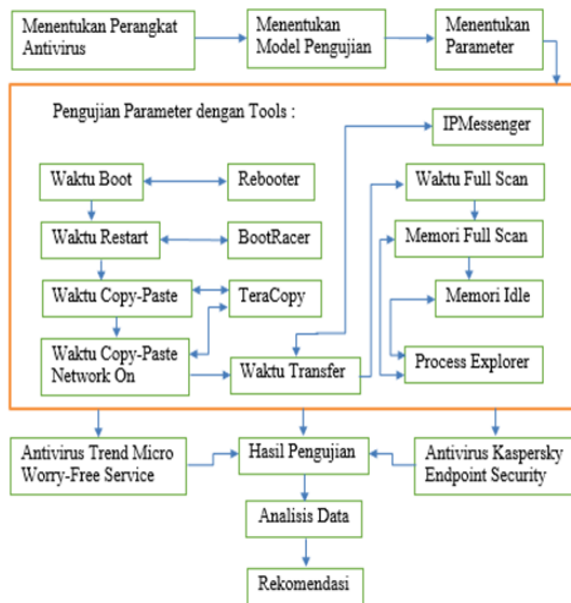 Menentukan Perangkat
Antivirus
Menentukan
Model Pengujian
Menentukan
Parameter
Pengujian Parameter dengan Tools :
IPMessenger
Waktu Boot
Rebooter
Waktu Full Scan
Waktu Restart
BootRacer
Memori Full Scan
Waktu Copy-Paste
TeraCopy
Memori Idle
Waktu Copy-Paste
Network On
Waktu Transfer
Process Explorer
Antivirus Trend Micro
Worry-Free Service
Hasil Pengujian
Antivirus Kaspersky
Endpoint Security
Analisis Data
Rekomendasi